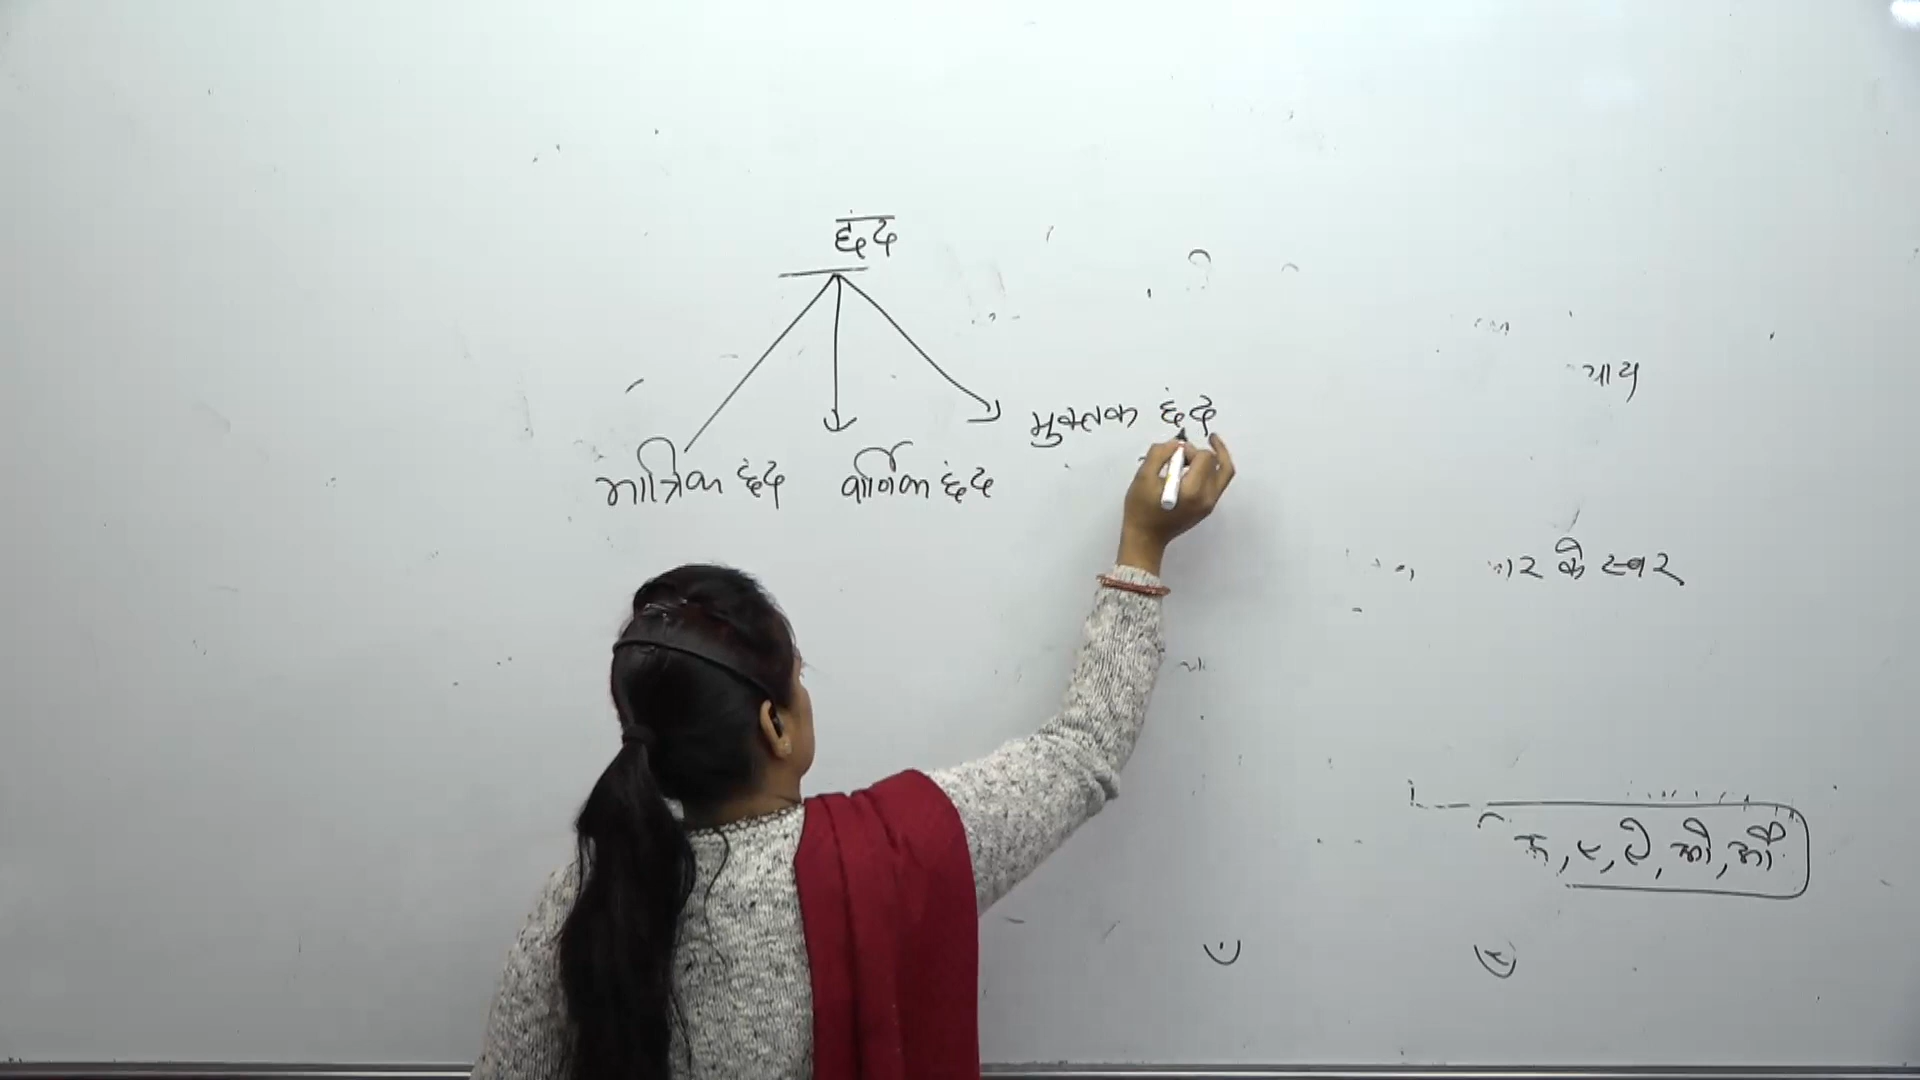 छंद
मुक्तक छंद
मात्रिक छंद वर्णिक छंद
के स्वर
ए, ऐ, ओ, औ